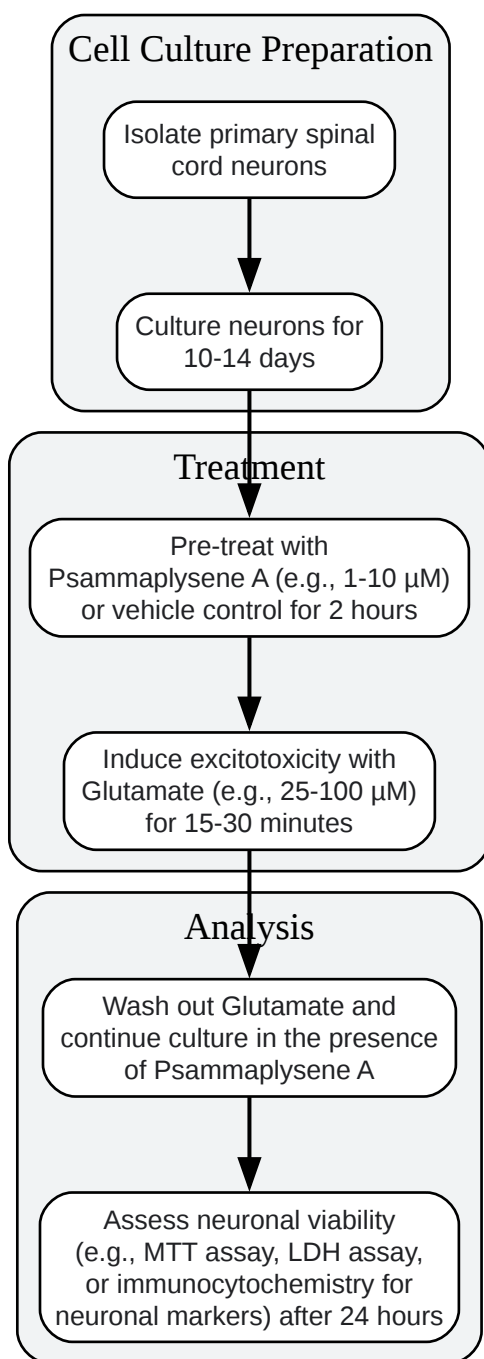 Cell Culture Preparation
Isolate primary spinal
cord neurons
Culture neurons for
10-14 days
Treatment
Pre-treat with
Psammaplysene A (e.g., 1-10 µM)
or vehicle control for 2 hours
Induce excitotoxicity with
Glutamate (e.g., 25-100 µM)
for 15-30 minutes
Analysis
Wash out Glutamate and
continue culture in the presence
of Psammaplysene A
Assess neuronal viability
(e.g., MTT assay, LDH assay,
or immunocytochemistry for
neuronal markers) after 24 hours